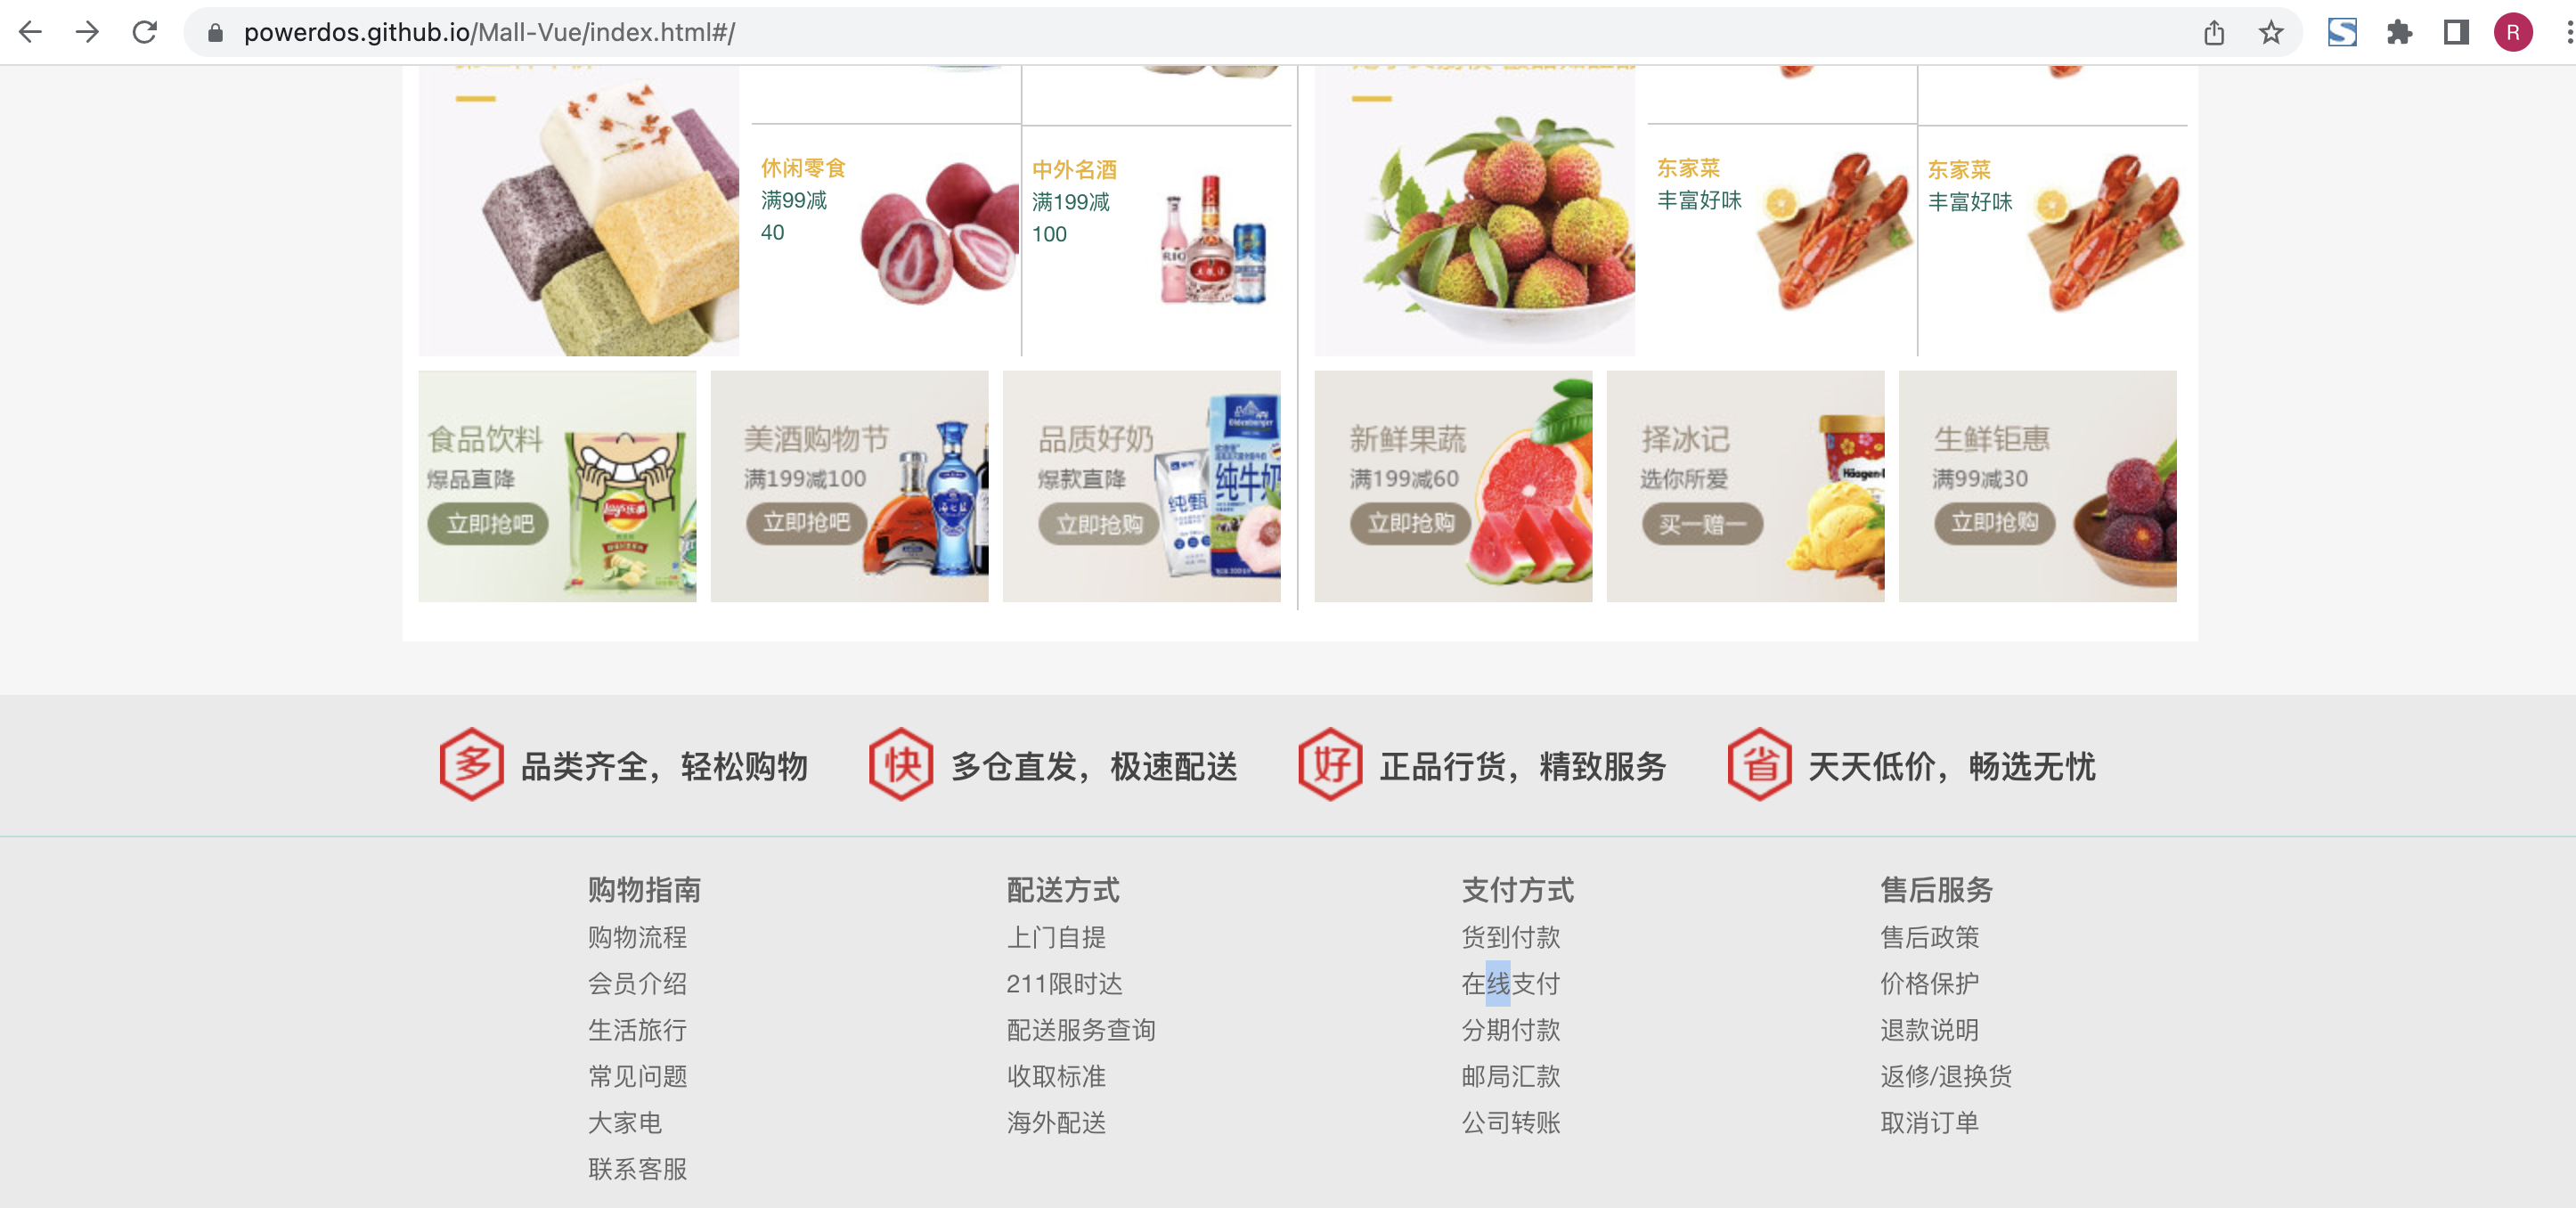 powerdos.github.io/Mall-Vue/index.html#/
R
休闲零食
满99减
40
中外名酒
满199减
100
东家菜
丰富好味
东家菜
丰富好味
RIO
食品饮料
爆品直降
立即抢吧
Lay's乐事
美酒购物节
满199减100
立即抢吧
品质好奶
爆款直降
立即抢购
纯甄
Oldenburger
纯牛奶
新鲜果蔬
满199减60
立即抢购
择冰记
选你所爱
买一赠一
Häagen-D
生鲜钜惠
满99减30
立即抢购
多 品类齐全，轻松购物
快 多仓直发，极速配送
好 正品行货，精致服务
省 天天低价，畅选无忧
购物指南
购物流程
会员介绍
生活旅行
常见问题
大家电
联系客服
配送方式
上门自提
211限时达
配送服务查询
收取标准
海外配送
支付方式
货到付款
在线支付
分期付款
邮局汇款
公司转账
售后服务
售后政策
价格保护
退款说明
返修/退换货
取消订单